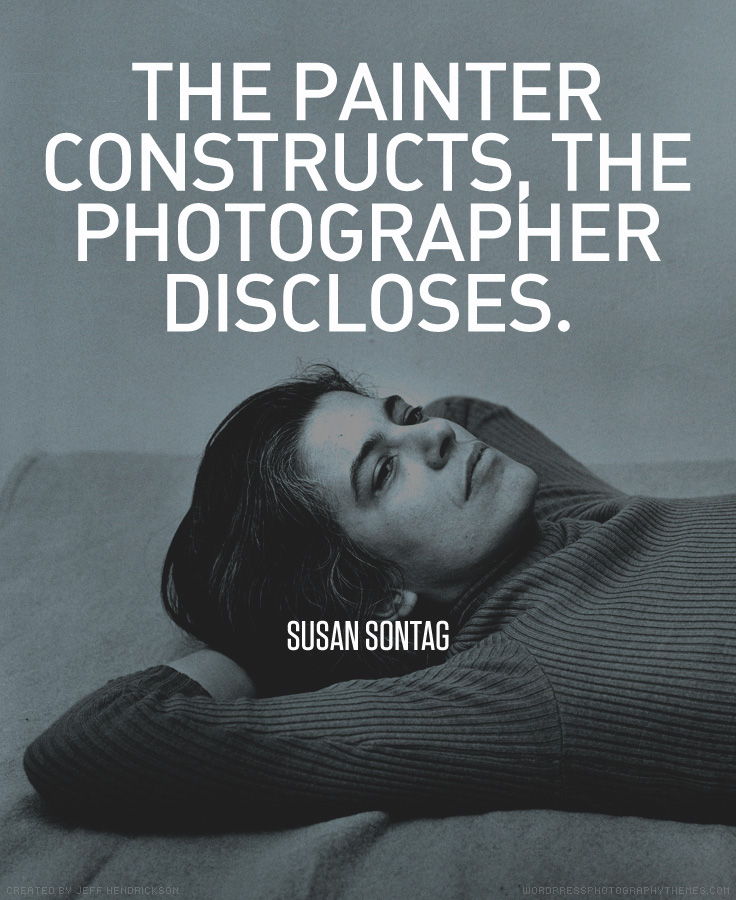 THE PAINTER
CONSTRUCTS, THE
PHOTOGRAPHER
DISCLOSES.
SUSAN SONTAG
CREATED BY JEFF HENDRICKSON
WORDPRESSPHOTOGRAPHYTHEMES.COM